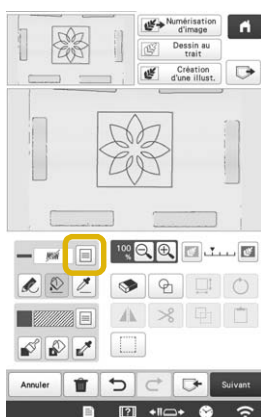 Numérisation
d'image
Dessin au
trait
Création
d'une illust.
100
%
Annuler
Suivant